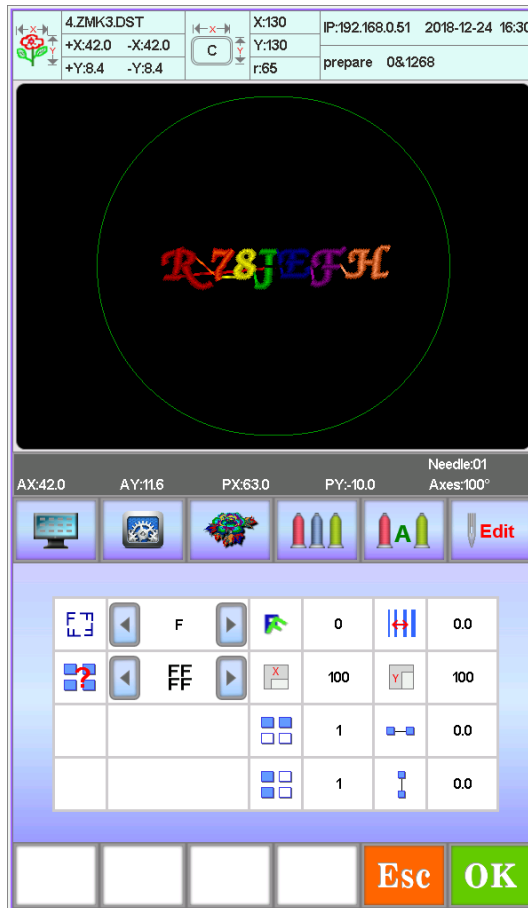 4.ZMK3.DST
+X:42.0 -X:42.0
+Y:8.4 -Y:8.4
X
Y
C
X
Y
X:130
Y:130
r:65
IP:192.168.0.51 2018-12-24 16:30
prepare 0&1268
RZ8JEFH
Needle:01
AX:42.0 AY:11.6 PX:63.0 PY:-10.0 Axes:100°
A
Edit
F F 0 0.0
? FF X 100 Y 100
FF
1 0.0
1 0.0
Esc OK